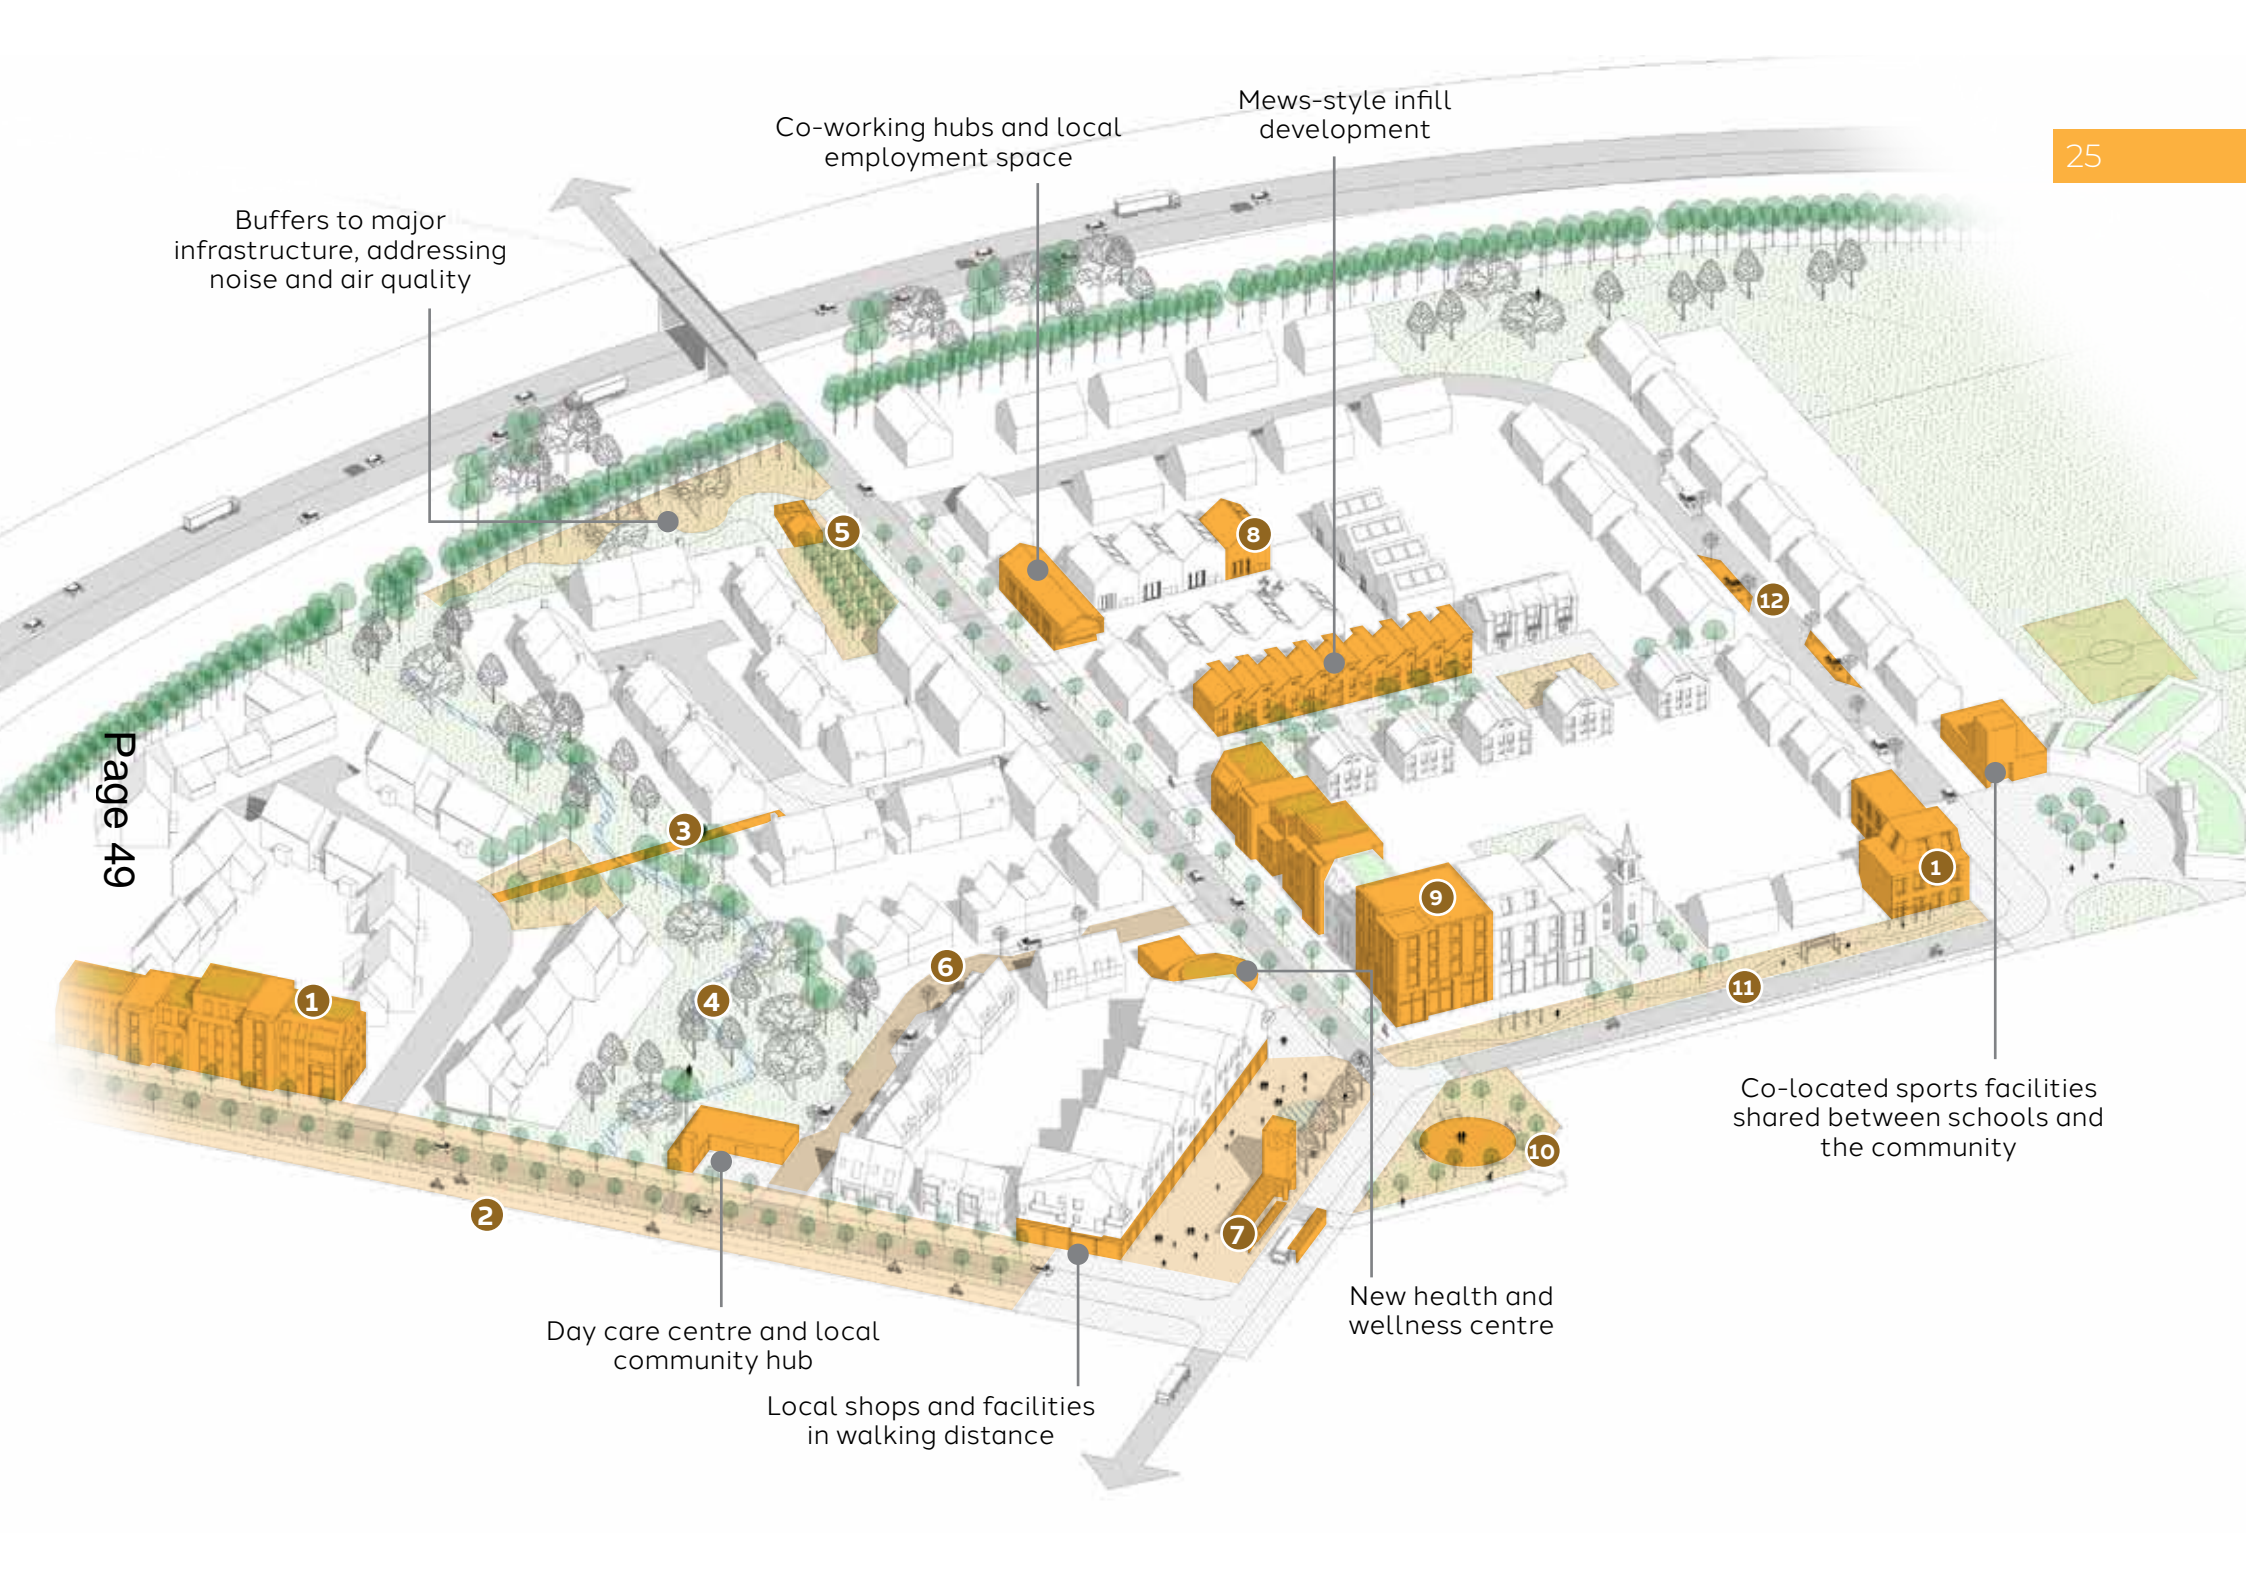 Mews-style infill
development
Co-working hubs and local
employment space
25
Buffers to major
infrastructure, addressing
noise and air quality
5
8
12
Page 49
3
1
9
1
6
4
11
2
7
10
Co-located sports facilities
shared between schools and
the community
New health and
wellness centre
Day care centre and local
community hub
Local shops and facilities
in walking distance